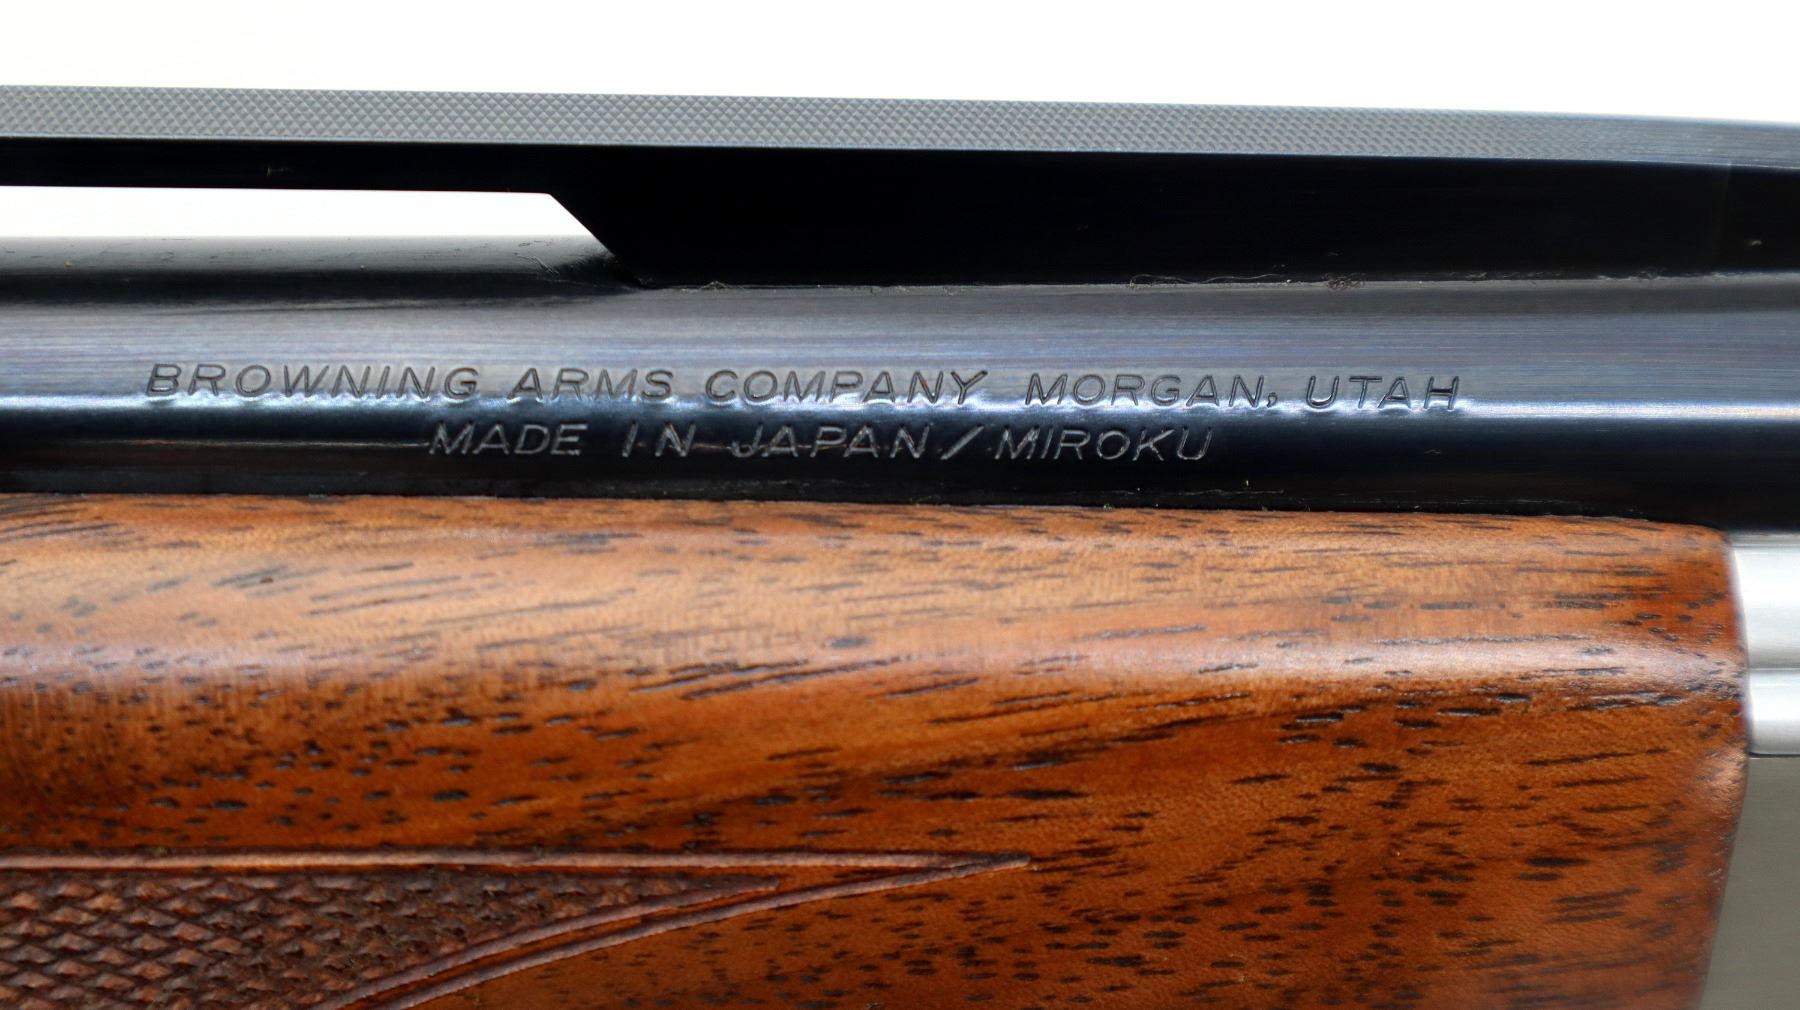 BROWNING ARMS COMPANY MORGAN, UTAH
MADE IN JAPAN/MIROKU